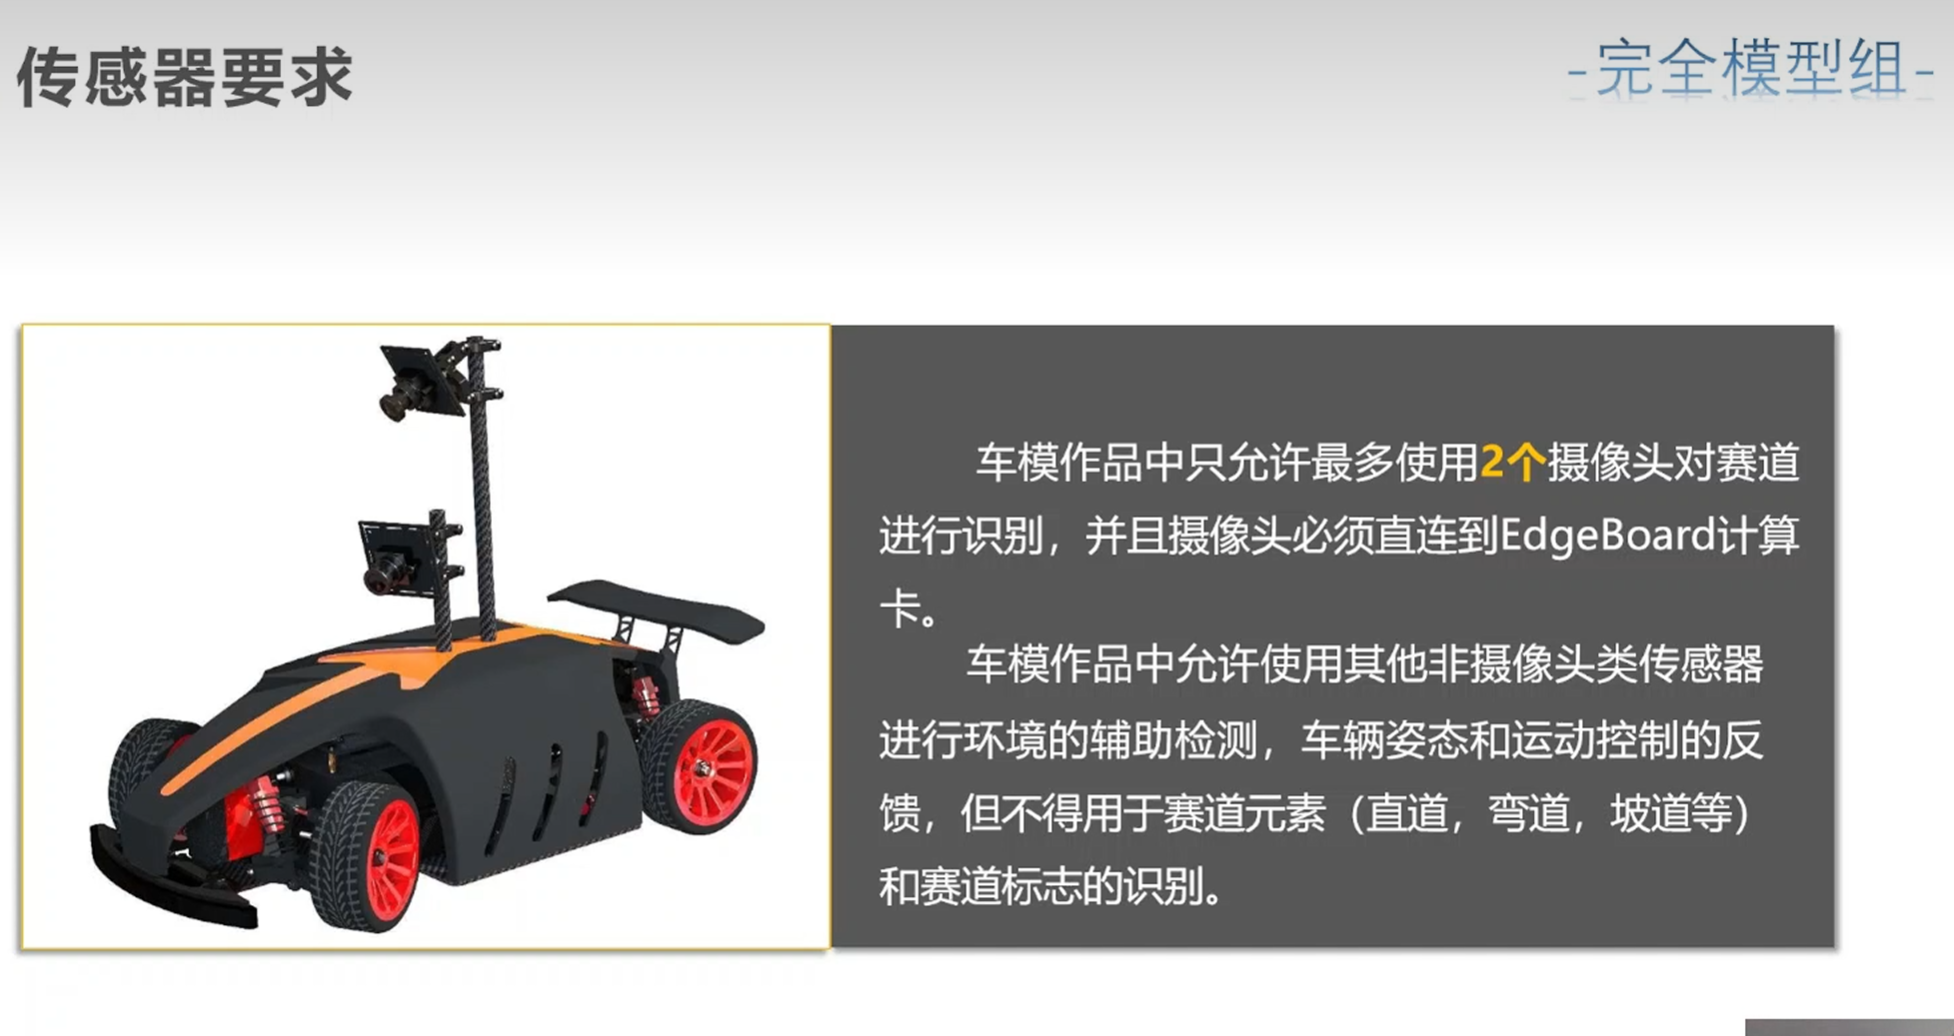 传感器要求
-完全模型组-
车模作品中只允许最多使用2个摄像头对赛道
进行识别，并且摄像头必须直连到EdgeBoard计算
卡。
车模作品中允许使用其他非摄像头类传感器
进行环境的辅助检测，车辆姿态和运动控制的反
馈，但不得用于赛道元素（直道，弯道，坡道等）
和赛道标志的识别。